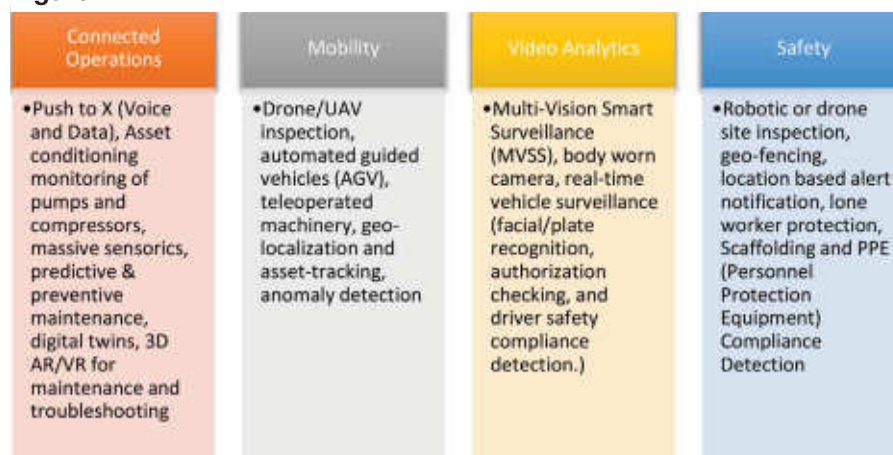 Connected
Operations
•Push to X (Voice
and Data), Asset
conditioning
monitoring of
pumps and
compressors,
massive sensorics,
predictive &
preventive
maintenance,
digital twins, 3D
AR/VR for
maintenance and
troubleshooting
Mobility
•Drone/UAV
inspection,
automated guided
vehicles (AGV),
teleoperated
machinery, geo-
localization and
asset-tracking,
anomaly detection
Video Analytics
•Multi-Vision Smart
Surveillance
(MVSS), body worn
camera, real-time
vehicle surveillance
(facial/plate
recognition,
authorization
checking, and
driver safety
compliance
detection.)
Safety
•Robotic or drone
site inspection,
geo-fencing,
location based alert
notification, lone
worker protection,
Scaffolding and PPE
(Personnel
Protection
Equipment)
Compliance
Detection